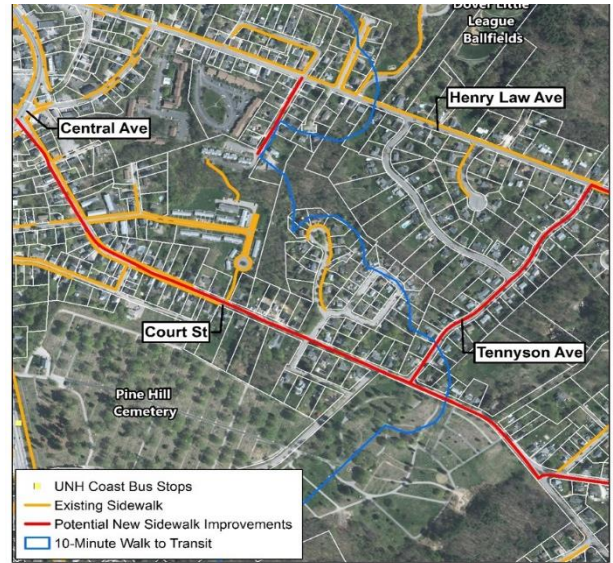 Dover Little
League
Ballfields
Henry Law Ave
Central Ave
Court St
Tennyson Ave
Pine Hill
Cemetery
UNH Coast Bus Stops
Existing Sidewalk
Potential New Sidewalk Improvements
10-Minute Walk to Transit